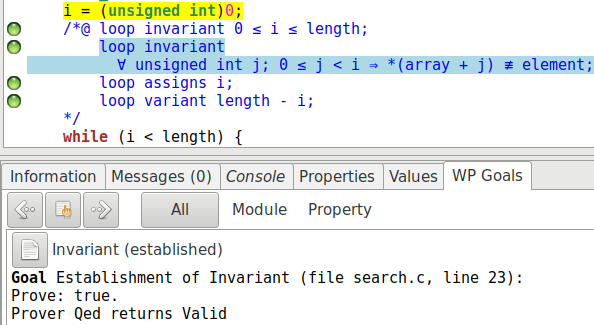 i = (unsigned int)0;
/*@ loop invariant 0 ≤ i ≤ length;
loop invariant
∀ unsigned int j; 0 ≤ j < i ⇒ *(array + j) ≢ element;
loop assigns i;
loop variant length - i;
*/
while (i < length) {
Information Messages (0) Console Properties Values WP Goals
All Module Property
Invariant (established)
Goal Establishment of Invariant (file search.c, line 23):
Prove: true.
Prover Qed returns Valid